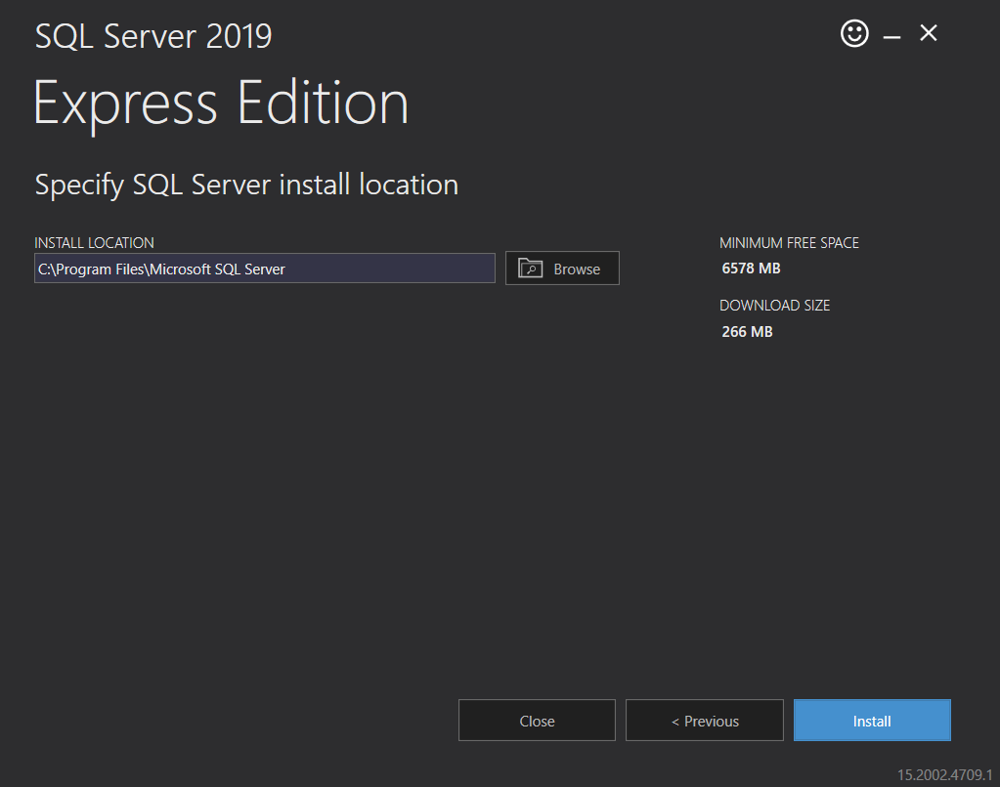 SQL Server 2019
Express Edition
Specify SQL Server install location
INSTALL LOCATION
C:\Program Files\Microsoft SQL Server
Browse
MINIMUM FREE SPACE
6578 MB
DOWNLOAD SIZE
266 MB
Close
< Previous
Install
15.2002.4709.1